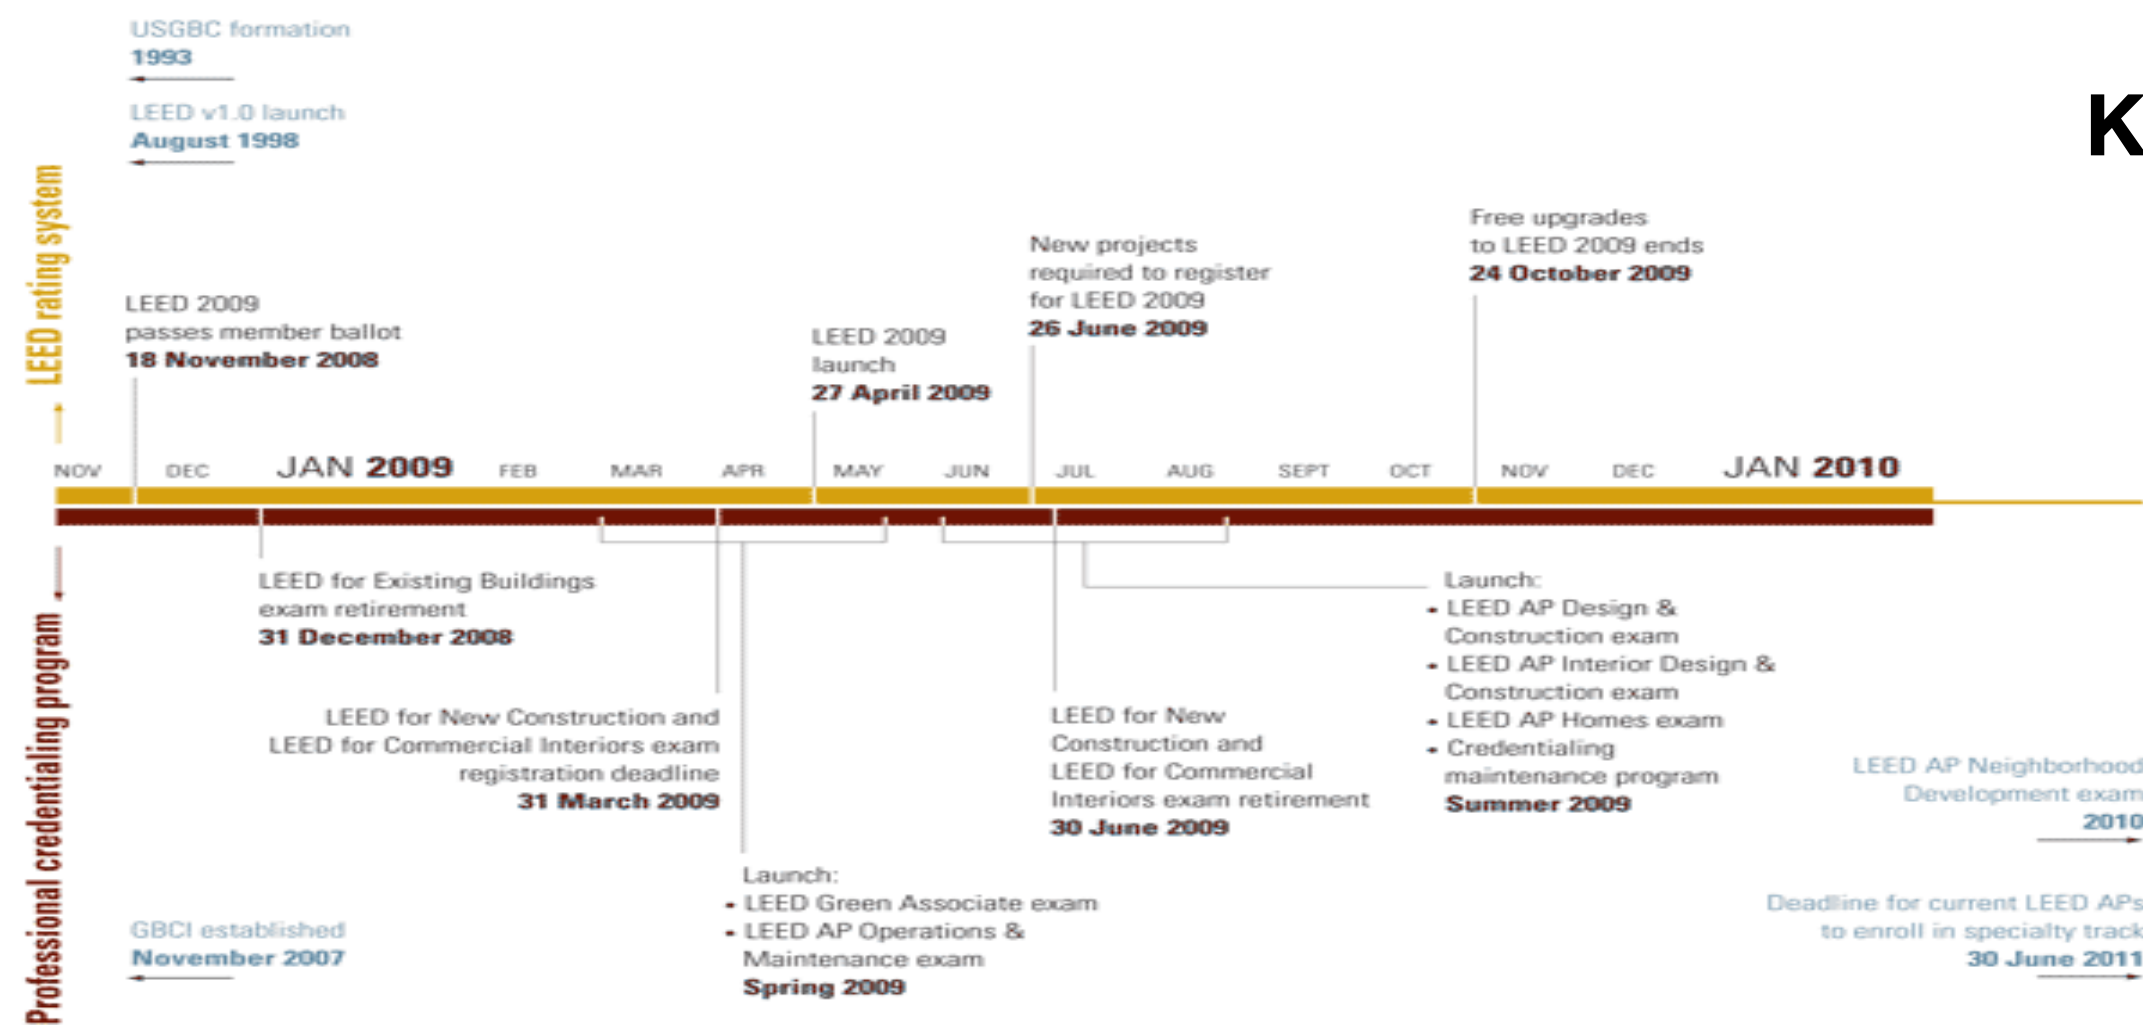 USGBC formation
1993
LEED v1.0 launch
August 1998
K
LEED rating system
LEED 2009
passes member ballot
18 November 2008
LEED 2009
launch
27 April 2009
New projects
required to register
for LEED 2009
26 June 2009
Free upgrades
to LEED 2009 ends
24 October 2009
NOV DEC JAN 2009 FEB MAR APR MAY JUN JUL AUG SEPT OCT NOV DEC JAN 2010
Professional credentialing program
LEED for Existing Buildings
exam retirement
31 December 2008
LEED for New Construction and
LEED for Commercial Interiors exam
registration deadline
31 March 2009
Launch:
• LEED Green Associate exam
• LEED AP Operations &
Maintenance exam
Spring 2009
LEED for New
Construction and
LEED for Commercial
Interiors exam retirement
30 June 2009
Launch:
• LEED AP Design &
Construction exam
• LEED AP Interior Design &
Construction exam
• LEED AP Homes exam
• Credentialing
maintenance program
Summer 2009
LEED AP Neighborhood
Development exam
2010
GBCI established
November 2007
Deadline for current LEED APs
to enroll in specialty track
30 June 2011